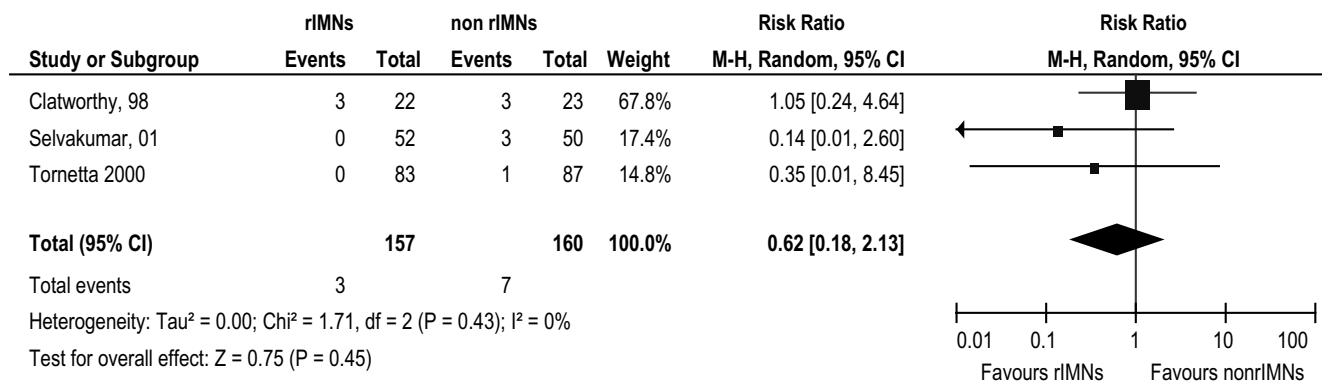 rIMNs non rIMNs Risk Ratio Risk Ratio
Study or Subgroup Events Total Events Total Weight M-H, Random, 95% CI M-H, Random, 95% CI
Clatworthy, 98 3 22 3 23 67.8% 1.05 [0.24, 4.64]
Selvakumar, 01 0 52 3 50 17.4% 0.14 [0.01, 2.60]
Tornetta 2000 0 83 1 87 14.8% 0.35 [0.01, 8.45]
Total (95% CI) 157 160 100.0% 0.62 [0.18, 2.13]
Total events 3 7
Heterogeneity: Tau² = 0.00; Chi² = 1.71, df = 2 (P = 0.43); I² = 0%
Test for overall effect: Z = 0.75 (P = 0.45)
0.01 0.1 1 10 100
Favours rIMNs Favours nonrIMNs